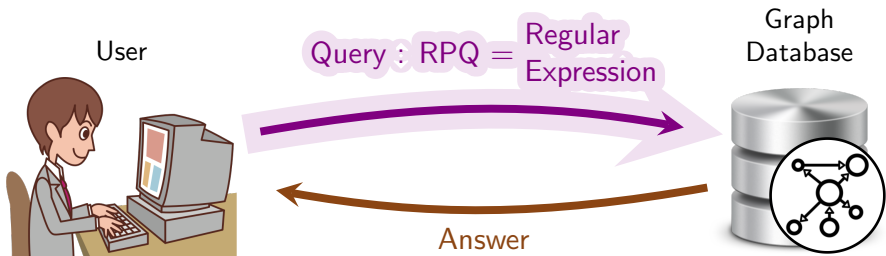 User
Query : RPQ = Regular
Expression
Graph
Database
Answer